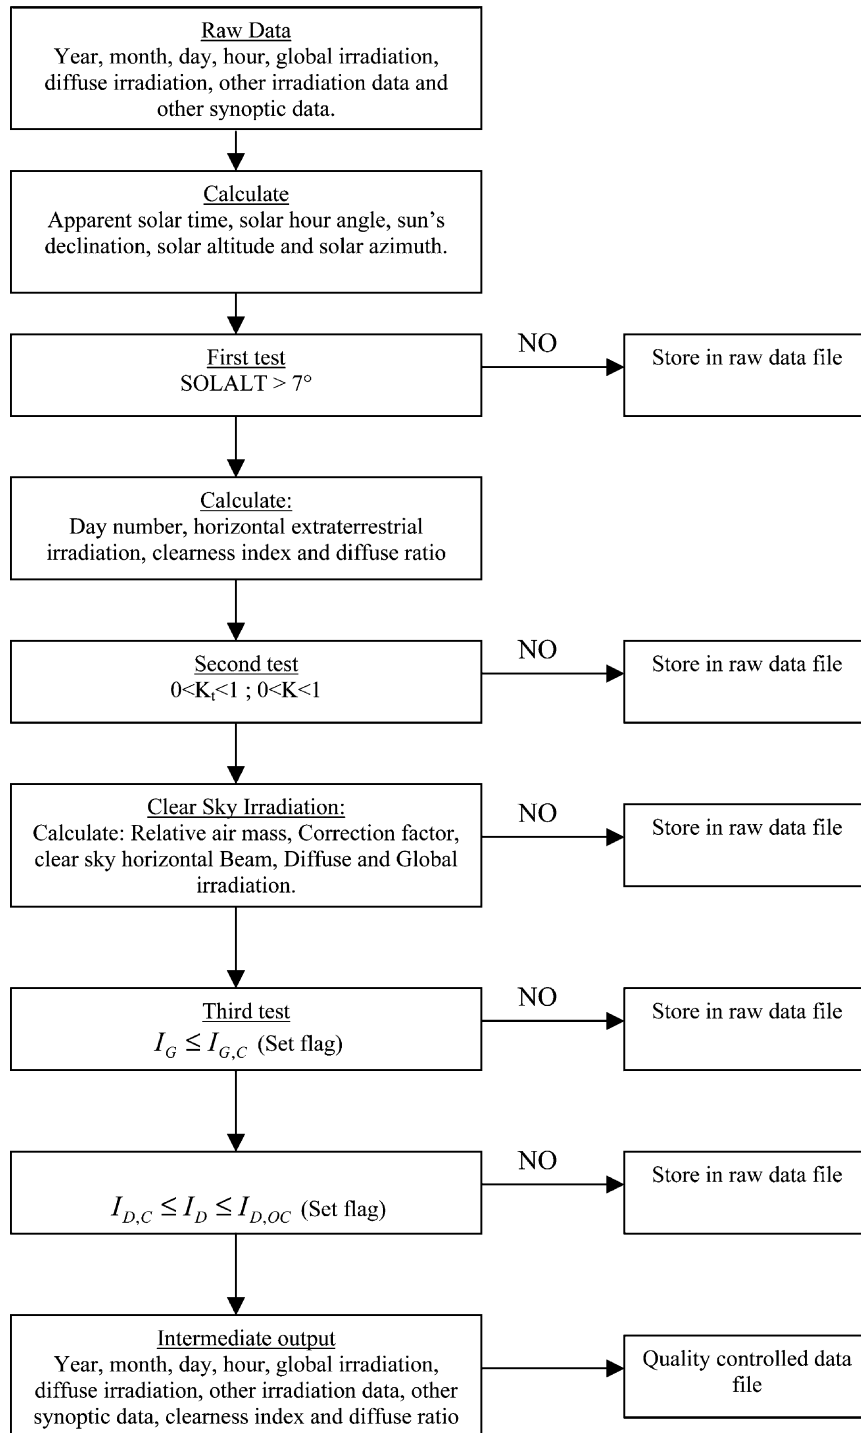 Raw Data
Year, month, day, hour, global irradiation,
diffuse irradiation, other irradiation data and
other synoptic data.
Calculate
Apparent solar time, solar hour angle, sun's
declination, solar altitude and solar azimuth.
First test
SOLALT > 7°
NO
Store in raw data file
Calculate:
Day number, horizontal extraterrestrial
irradiation, clearness index and diffuse ratio
Second test
0<K_t<1 ; 0<K<1
NO
Store in raw data file
Clear Sky Irradiation:
Calculate: Relative air mass, Correction factor,
clear sky horizontal Beam, Diffuse and Global
irradiation.
NO
Store in raw data file
Third test
I_G ≤ I_{G,C} (Set flag)
NO
Store in raw data file
I_{D,C} ≤ I_D ≤ I_{D,OC} (Set flag)
NO
Store in raw data file
Intermediate output
Year, month, day, hour, global irradiation,
diffuse irradiation, other irradiation data, other
synoptic data, clearness index and diffuse ratio
Quality controlled data
file